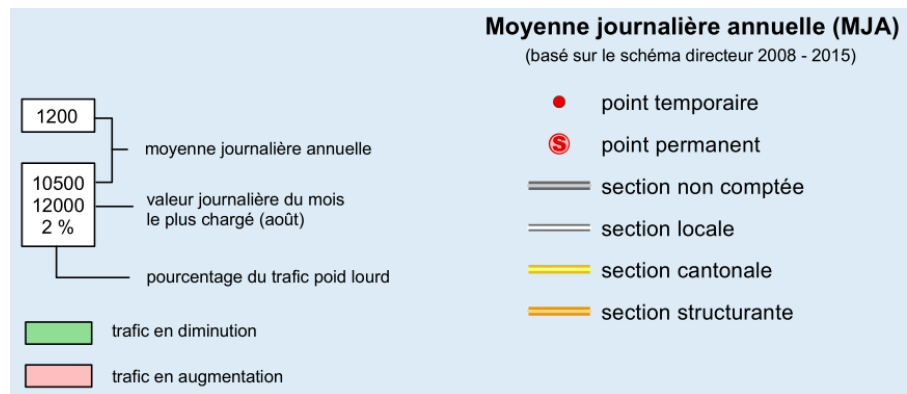 Moyenne journalière annuelle (MJA)
(basé sur le schéma directeur 2008 - 2015)
1200
moyenne journalière annuelle
10500
12000
2 %
valeur journalière du mois
le plus chargé (août)
pourcentage du trafic poid lourd
trafic en diminution
trafic en augmentation
point temporaire
S
point permanent
section non comptée
section locale
section cantonale
section structurante